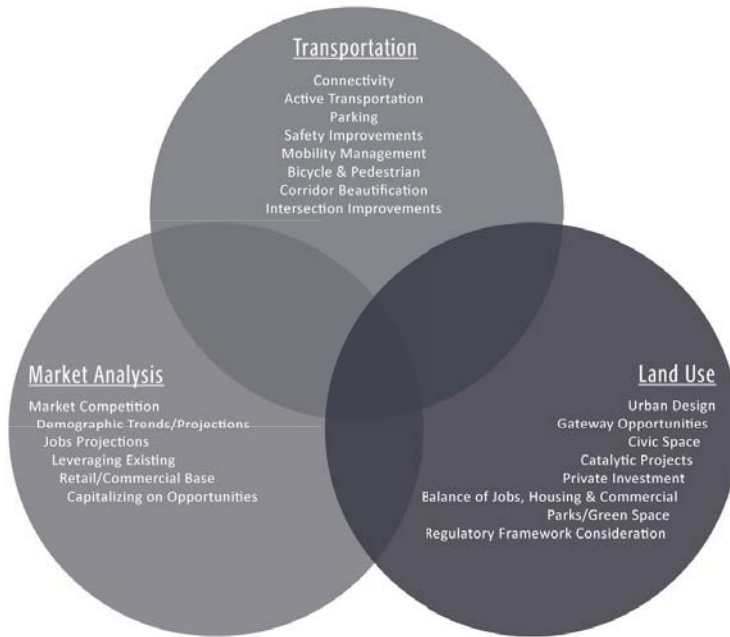 Transportation
Connectivity
Active Transportation
Parking
Safety Improvements
Mobility Management
Bicycle & Pedestrian
Corridor Beautification
Intersection Improvements
Market Analysis
Market Competition
Demographic Trends/Projections
Jobs Projections
Leveraging Existing
Retail/Commercial Base
Capitalizing on Opportunities
Land Use
Urban Design
Gateway Opportunities
Civic Space
Catalytic Projects
Private Investment
Balance of Jobs, Housing & Commercial
Parks/Green Space
Regulatory Framework Consideration